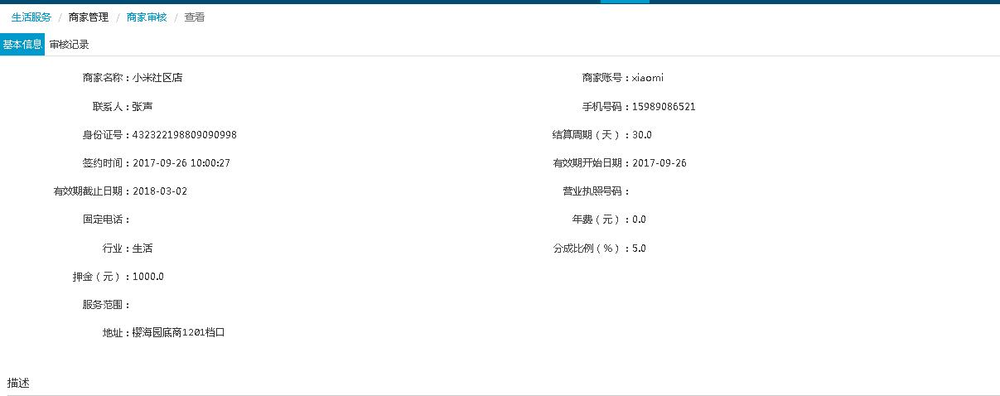 生活服务 / 商家管理 / 商家审核 / 查看
基本信息 审核记录
商家名称：小米社区店 商家账号：xiaomi
联系人：张声 手机号码：15989086521
身份证号：432322198809090998 结算周期（天）：30.0
签约时间：2017-09-26 10:00:27 有效期开始日期：2017-09-26
有效期截止日期：2018-03-02 营业执照号码：
固定电话： 年费（元）：0.0
行业：生活 分成比例（%）：5.0
押金（元）：1000.0
服务范围：
地址：樱海园底商1201档口
描述